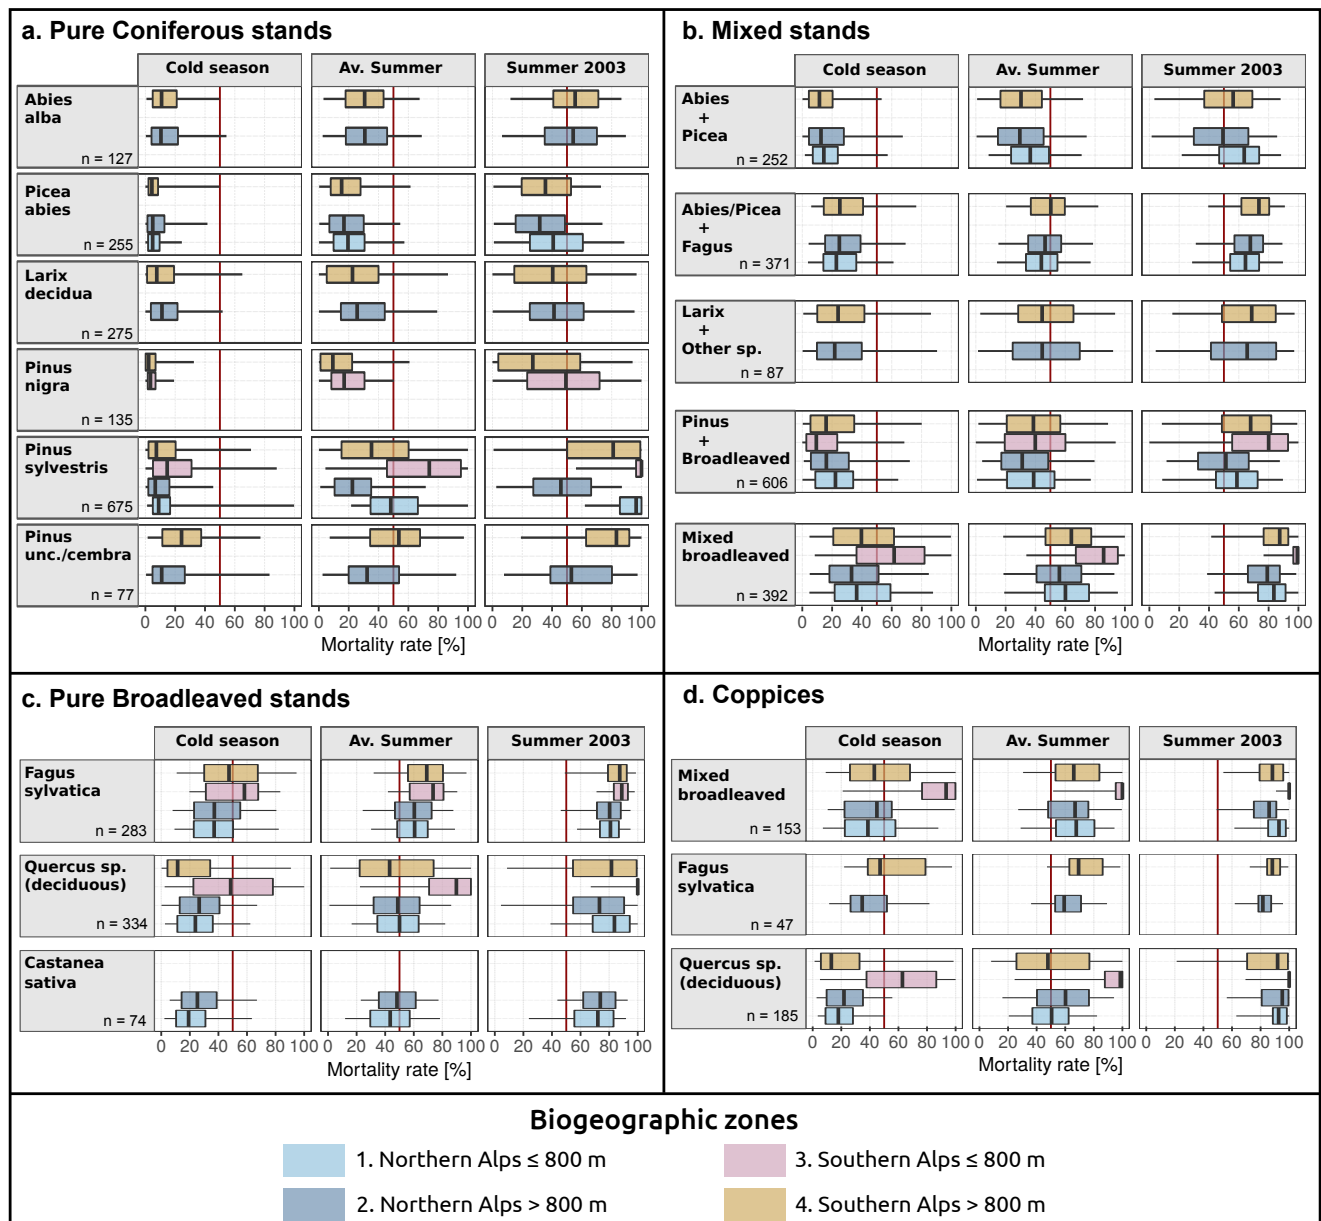 a. Pure Coniferous stands
Cold season
Av. Summer
Summer 2003
Abies
alba
n = 127
Picea
abies
n = 255
Larix
decidua
n = 275
Pinus
nigra
n = 135
Pinus
sylvestris
n = 675
Pinus
unc./cembra
n = 77
0 20 40 60 80 100 0 20 40 60 80 100 0 20 40 60 80 100
Mortality rate [%]
b. Mixed stands
Cold season
Av. Summer
Summer 2003
Abies
+
Picea
n = 252
Abies/Picea
+
Fagus
n = 371
Larix
+
Other sp.
n = 87
Pinus
+
Broadleaved
n = 606
Mixed
broadleaved
n = 392
0 20 40 60 80 100 0 20 40 60 80 100 0 20 40 60 80 100
Mortality rate [%]
c. Pure Broadleaved stands
Cold season
Av. Summer
Summer 2003
Fagus
sylvatica
n = 283
Quercus sp.
(deciduous)
n = 334
Castanea
sativa
n = 74
0 20 40 60 80 100 0 20 40 60 80 100 0 20 40 60 80 100
Mortality rate [%]
d. Coppices
Cold season
Av. Summer
Summer 2003
Mixed
broadleaved
n = 153
Fagus
sylvatica
n = 47
Quercus sp.
(deciduous)
n = 185
0 20 40 60 80 100 0 20 40 60 80 100 0 20 40 60 80 100
Mortality rate [%]
Biogeographic zones
1. Northern Alps ≤ 800 m
3. Southern Alps ≤ 800 m
2. Northern Alps > 800 m
4. Southern Alps > 800 m